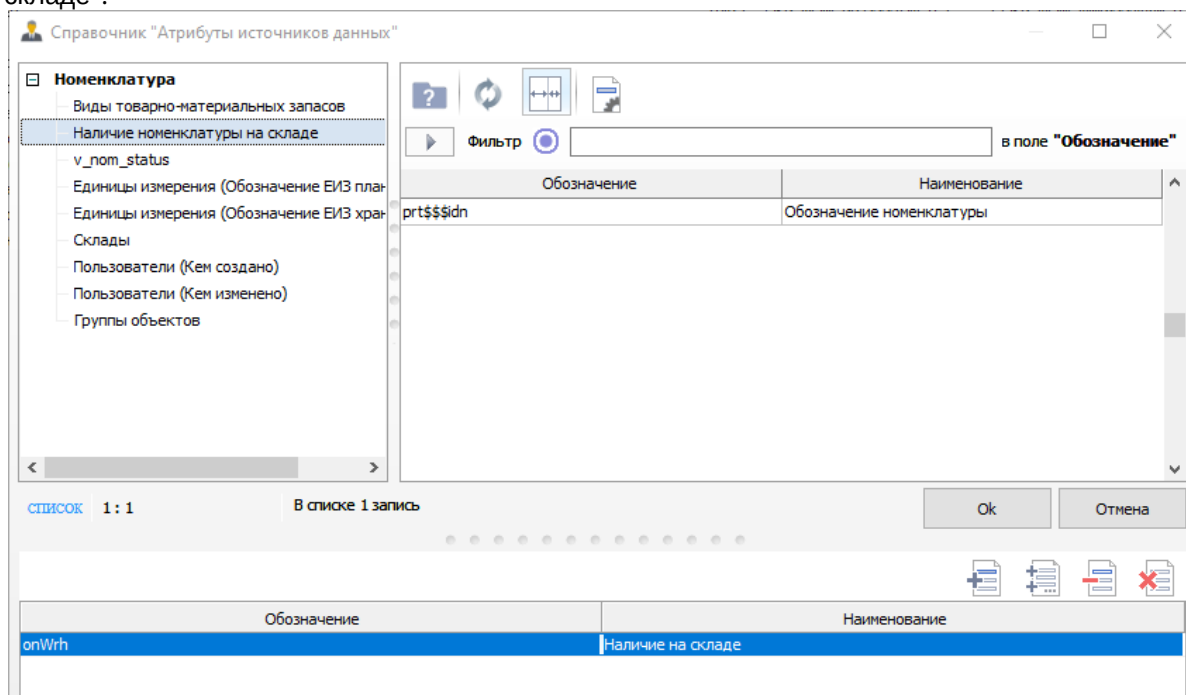 складе".
Справочник "Атрибуты источников данных"
Номенклатура
Виды товарно-материальных запасов
Наличие номенклатуры на складе
v_nom_status
Единицы измерения (Обозначение ЕИЗ план
Единицы измерения (Обозначение ЕИЗ хран
Склады
Пользователи (Кем создано)
Пользователи (Кем изменено)
Группы объектов
Фильтр в поле "Обозначение"
Обозначение Наименование
prt$$$idn Обозначение номенклатуры
список 1:1 В списке 1 запись
Ok Отмена
Обозначение Наименование
onWrh Наличие на складе